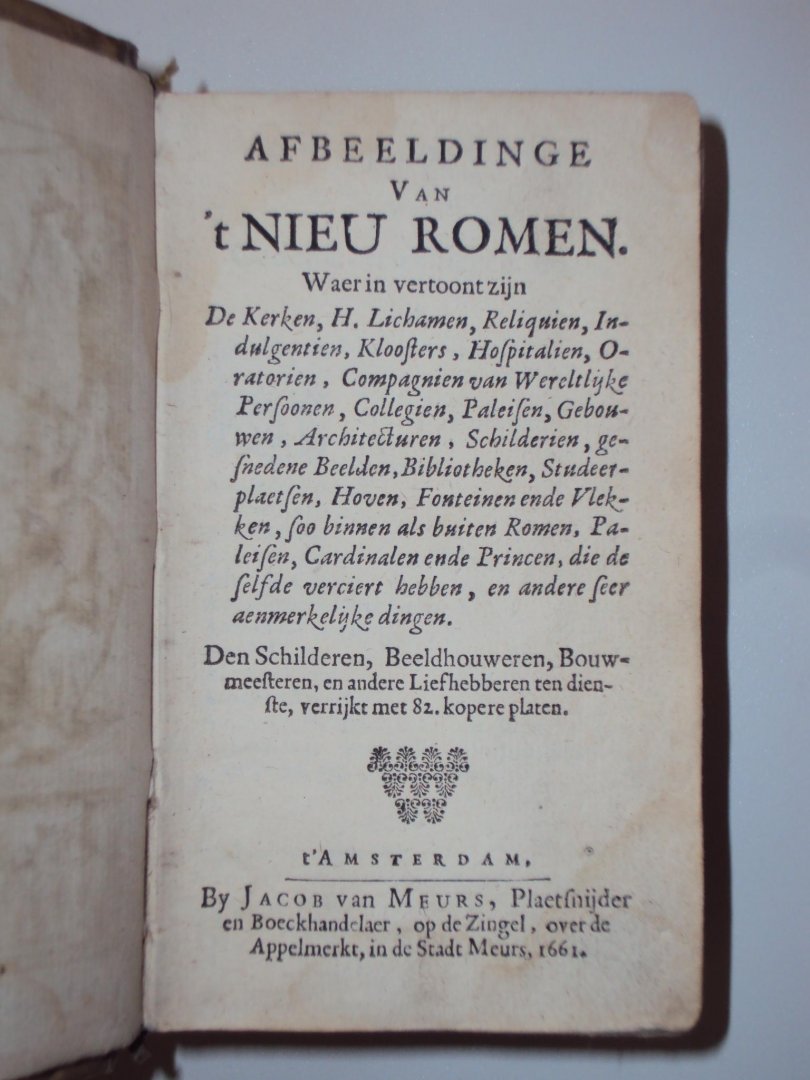 AFBEELDINGE
VAN
't NIEU ROMEN.
Waer in vertoont zijn
De Kerken, H. Lichamen, Reliquien, In-
dulgentien, Klooſters, Hoſpitalien, O-
ratorien, Compagnien van Wereltlijke
Perſoonen, Collegien, Paleiſen, Gebou-
wen, Architecturen, Schilderien, ge-
ſnedene Beelden, Bibliotheken, Studeer-
plaetſen, Hoven, Fonteinen ende Vlek-
ken, ſoo binnen als buiten Romen, Pa-
leiſen, Cardinalen ende Princen, die de
ſelfde verciert hebben, en andere ſeer
aenmerkelijke dingen.
Den Schilderen, Beeldhouweren, Bouw-
meeſteren, en andere Liefhebberen ten dien-
ſte, verrijkt met 82. kopere platen.
t'AMSTERDAM,
By JACOB van MEURS, Plaetſnijder
en Boeckhandelaer, op de Zingel, over de
Appelmerkt, in de Stadt Meurs, 1661.